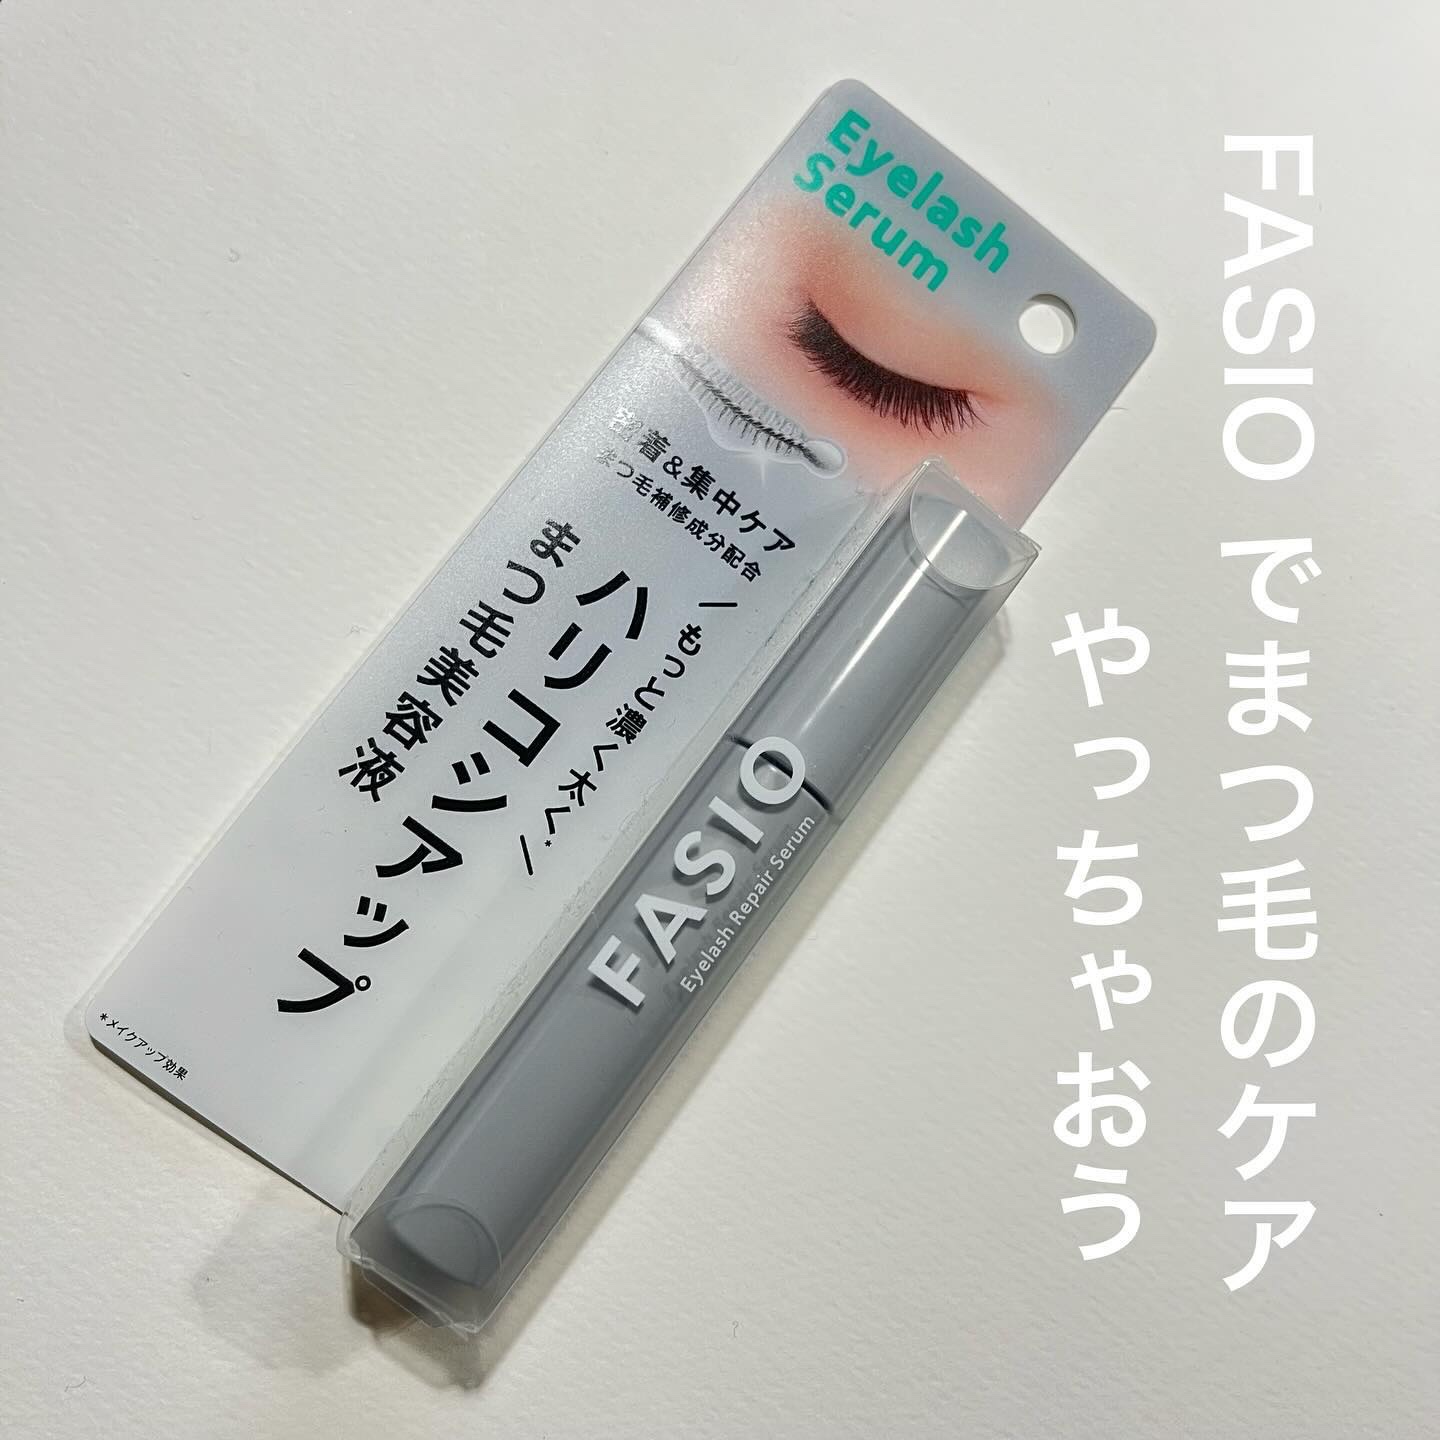 FASIO でまつ毛のケア
やっちゃおう
Eyelash
Serum
密着&集中ケア
まつ毛補修成分配合
もっと濃く太く*
ハリコシアップ
まつ毛美容液
FASIO
Eyelash Repair Serum
*メイクアップ効果